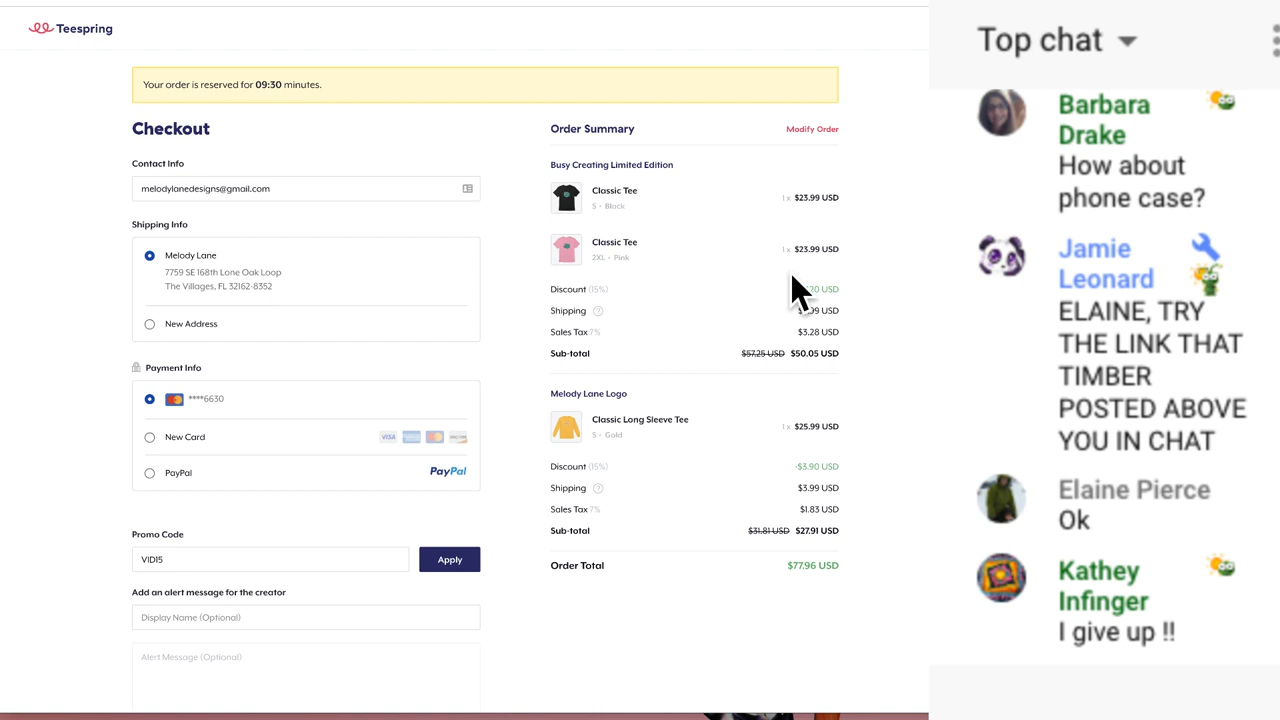 Teespring
Your order is reserved for 09:30 minutes.
Checkout
Contact Info
melodylanedesigns@gmail.com
Shipping Info
Melody Lane
7759 SE 168th Lone Oak Loop
The Villages, FL 32162-8352
New Address
Payment Info
****6630
New Card
VISA
PayPal
PayPal
Promo Code
VID15
Apply
Add an alert message for the creator
Display Name (Optional)
Alert Message (Optional)
Order Summary
Modify Order
Busy Creating Limited Edition
Classic Tee
1 x $23.99 USD
S • Black
Classic Tee
1 x $23.99 USD
2XL • Pink
Discount (15%)
20 USD
Shipping ?
09 USD
Sales Tax 7%
$3.28 USD
Sub-total
$57.25 USD $50.05 USD
Melody Lane Logo
Classic Long Sleeve Tee
1 x $25.99 USD
S • Gold
Discount (15%)
-$3.90 USD
Shipping ?
$3.99 USD
Sales Tax 7%
$1.83 USD
Sub-total
$31.81 USD $27.91 USD
Order Total
$77.96 USD
Top chat
Barbara
Drake
How about
phone case?
Jamie
Leonard
ELAINE, TRY
THE LINK THAT
TIMBER
POSTED ABOVE
YOU IN CHAT
Elaine Pierce
Ok
Kathey
Infinger
I give up !!